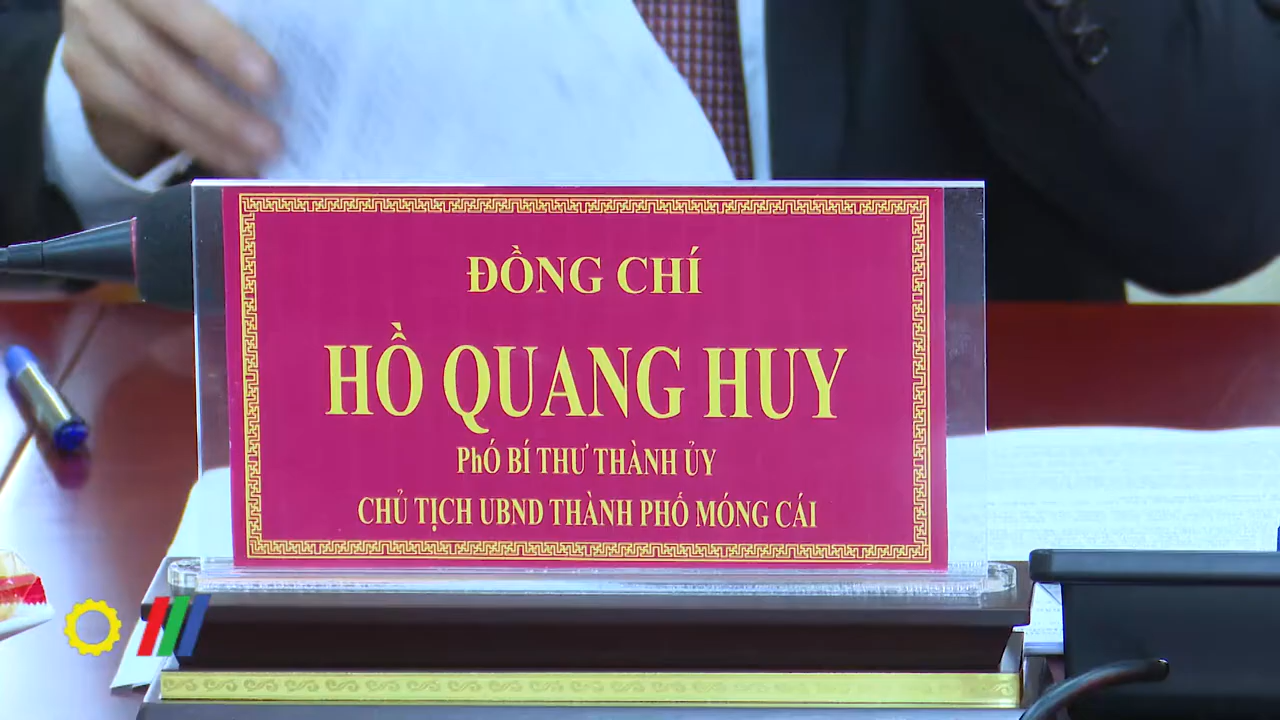 ĐỒNG CHÍ
HỒ QUANG HUY
PhÓ BÍ THƯ THÀNH ỦY
CHỦ TỊCH UBND THÀNH PHỐ MÓNG CÁI